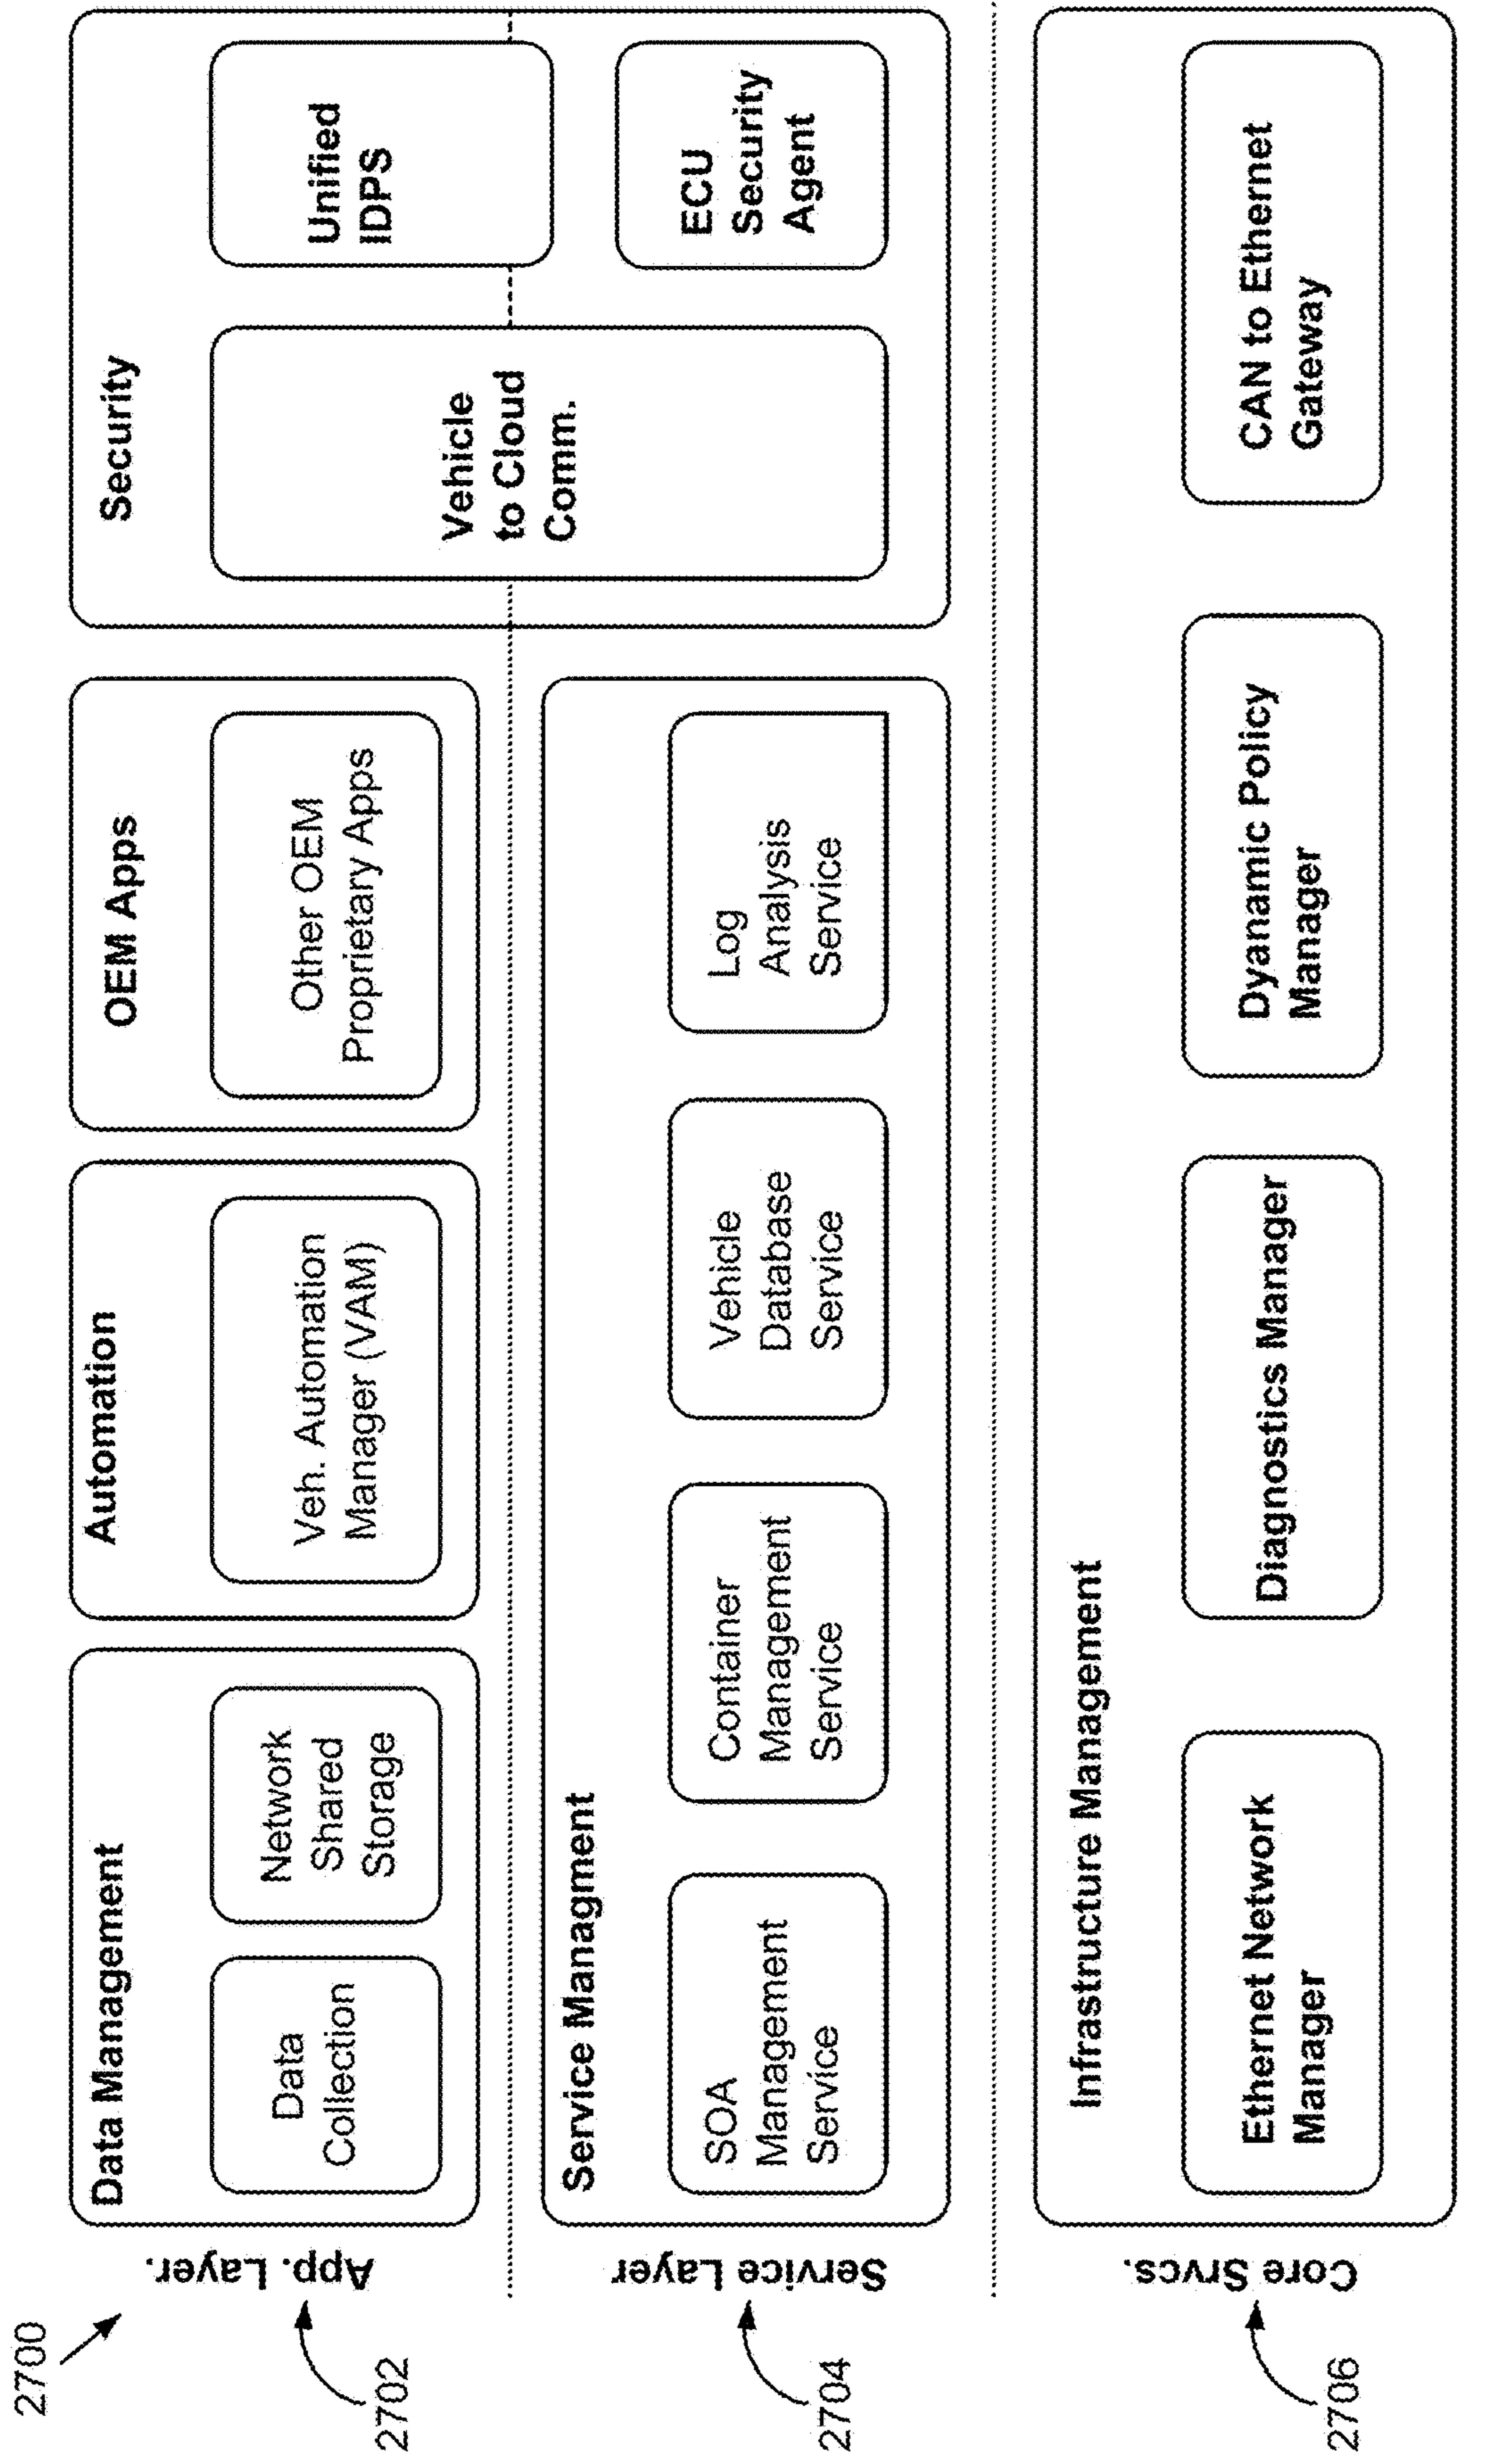 2700
2702
App. Layer.
Data Management
Data
Collection
Network
Shared
Storage
Automation
Veh. Automation
Manager (VAM)
OEM Apps
Other OEM
Proprietary Apps
Security
Vehicle
to Cloud
Comm.
Unified
IDPS
ECU
Security
Agent
2704
Service Layer
Service Managment
SOA
Management
Service
Container
Management
Service
Vehicle
Database
Service
Log
Analysis
Service
2706
Core Srvcs.
Infrastructure Management
Ethernet Network
Manager
Diagnostics Manager
Dyanamic Policy
Manager
CAN to Ethernet
Gateway